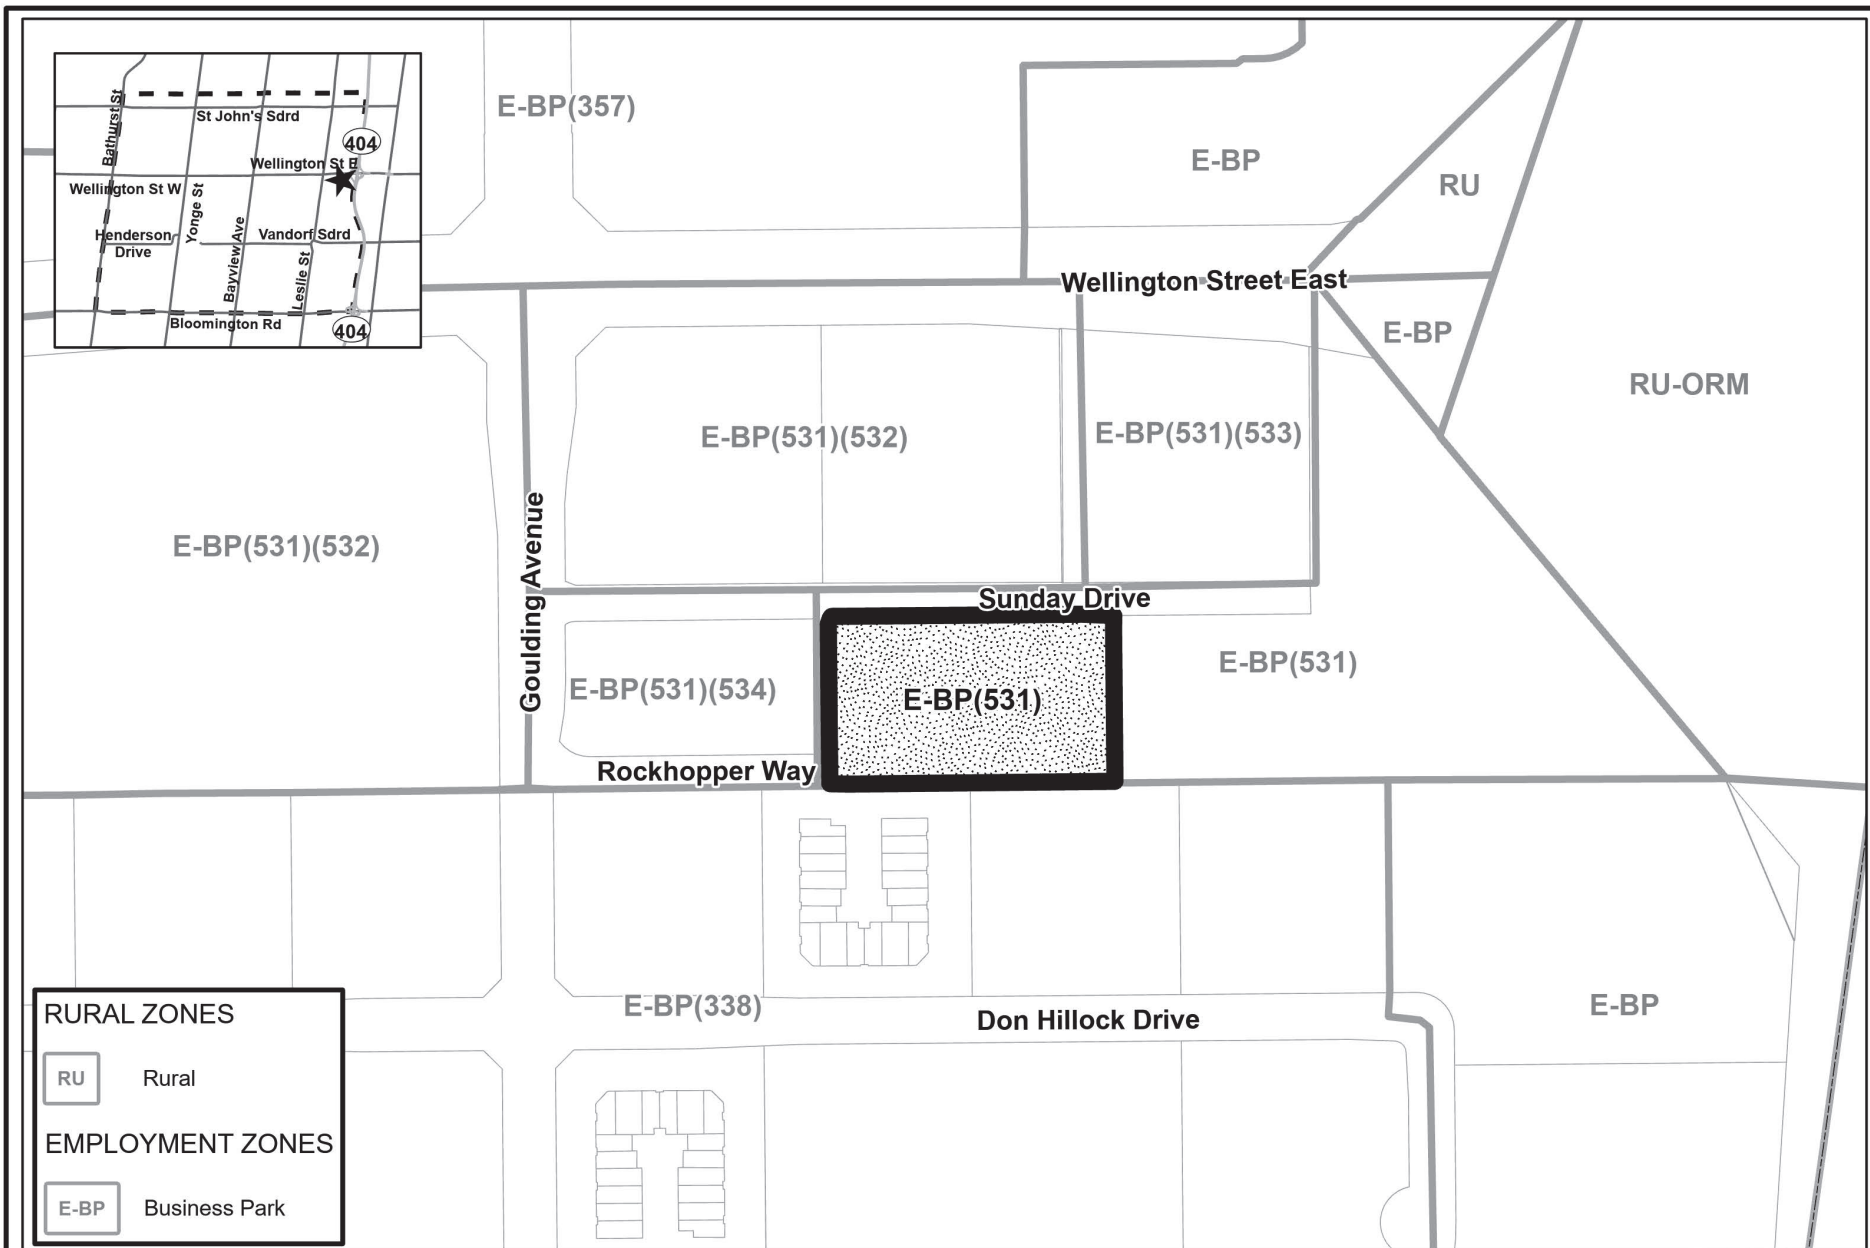 Bathurst St
St John's Sdrd
404
Wellington St E
Wellington St W
Yonge St
Henderson
Drive
Bayview Ave
Vandorf Sdrd
Leslie St
Bloomington Rd
404
E-BP(357)
E-BP
RU
Wellington Street East
E-BP
RU-ORM
E-BP(531)(532)
E-BP(531)(533)
E-BP(531)(532)
Goulding Avenue
Sunday Drive
E-BP(531)
E-BP(531)(534)
E-BP(531)
Rockhopper Way
E-BP(338)
Don Hillock Drive
E-BP
RURAL ZONES
RU Rural
EMPLOYMENT ZONES
E-BP Business Park